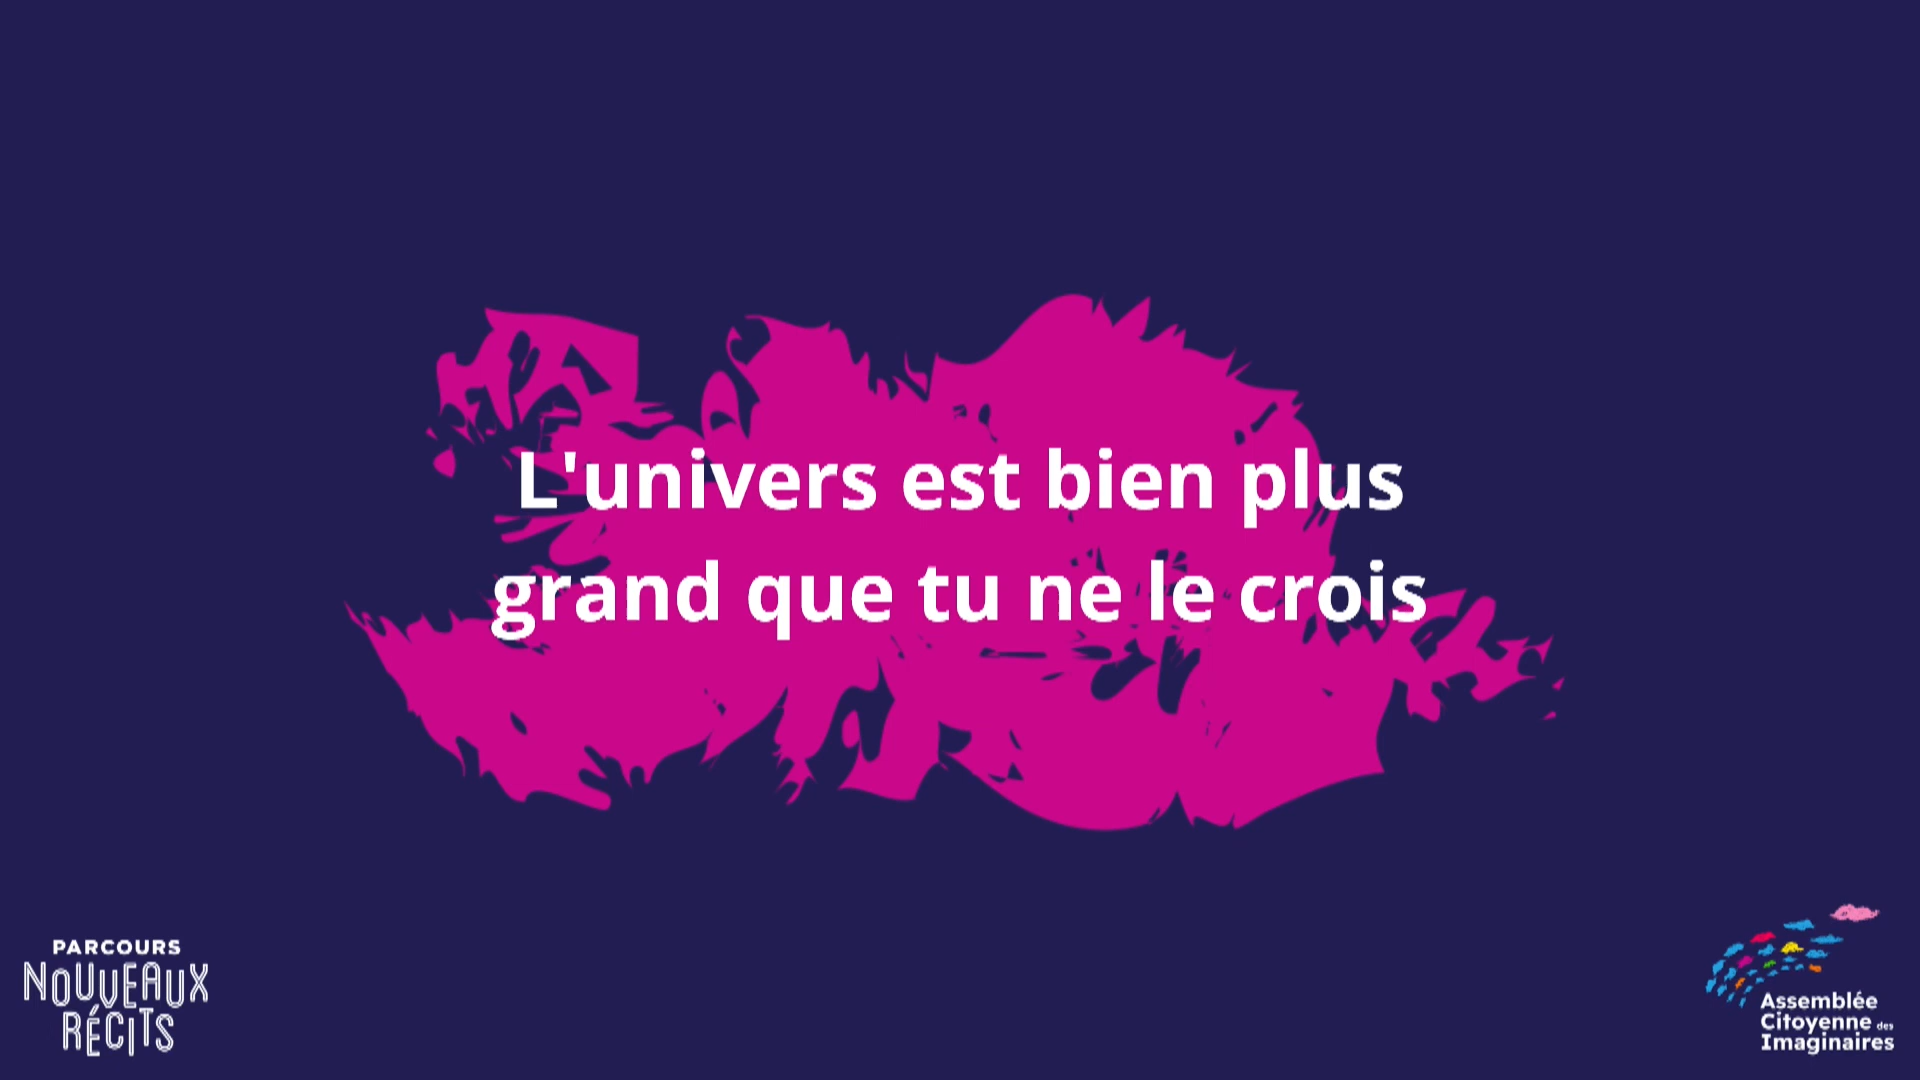 L'univers est bien plus
grand que tu ne le crois
PARCOURS
NOUVEAUX
RÉCITS
Assemblée
Citoyenne des
Imaginaires